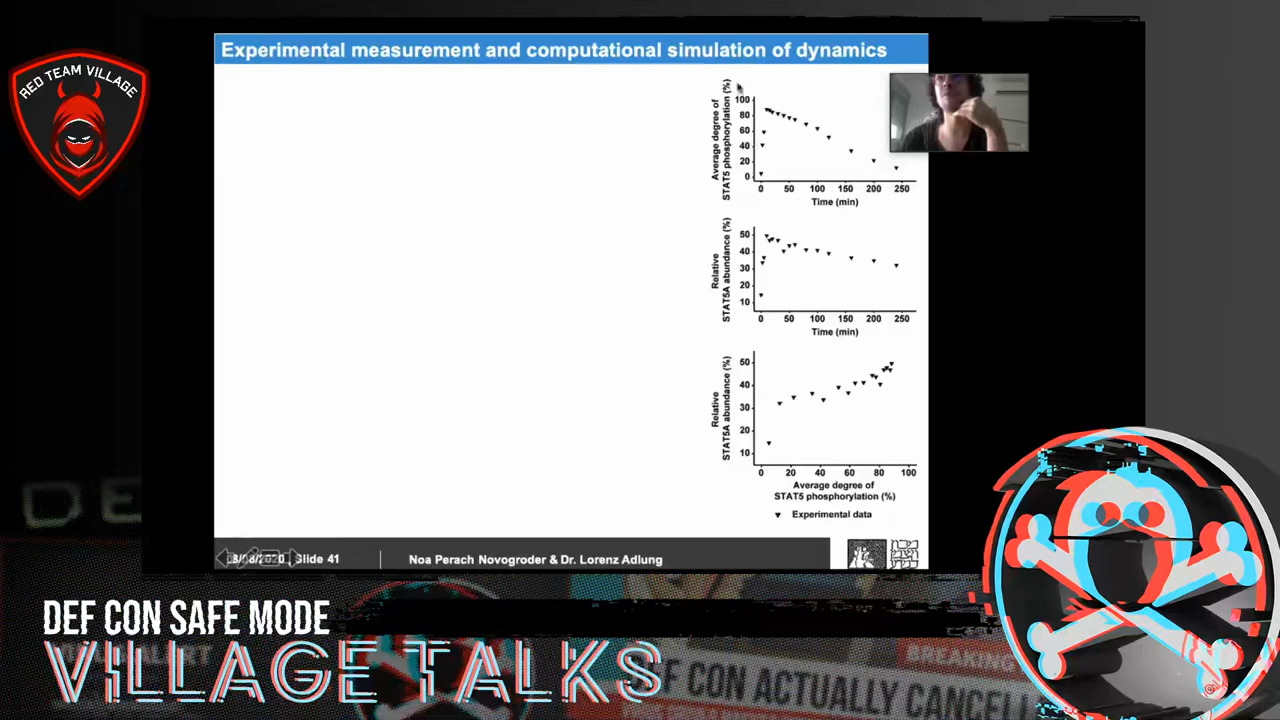 RED TEAM VILLAGE
Experimental measurement and computational simulation of dynamics
Average degree of
STAT5 phosphorylation (%)
100
80
60
40
20
0
0 50 100 150 200 250
Time (min)
Relative
STAT5A abundance (%)
50
40
30
20
10
0 50 100 150 200 250
Time (min)
Relative
STAT5A abundance (%)
50
40
30
20
10
0 20 40 60 80 100
Average degree of
STAT5 phosphorylation (%)
Experimental data
08/08/2020 | Slide 41
Noa Perach Novogroder & Dr. Lorenz Adlung
DEF CON SAFE MODE
VILLAGE TALKS
BREAKING
F CON ACTUALLY CANCELL